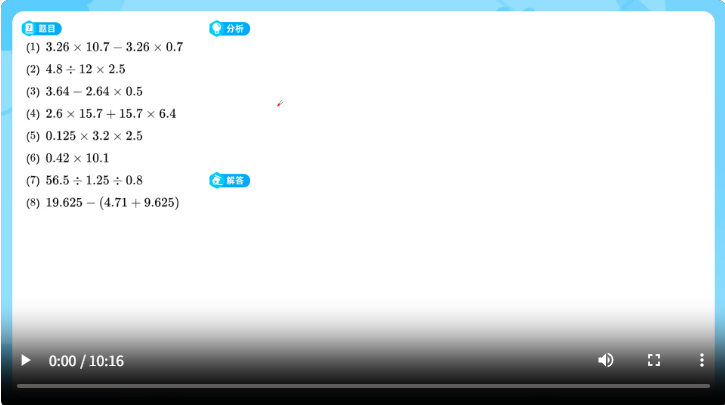 题目
分析
(1) 3.26 × 10.7 − 3.26 × 0.7
(2) 4.8 ÷ 12 × 2.5
(3) 3.64 − 2.64 × 0.5
(4) 2.6 × 15.7 + 15.7 × 6.4
(5) 0.125 × 3.2 × 2.5
(6) 0.42 × 10.1
(7) 56.5 ÷ 1.25 ÷ 0.8
解答
(8) 19.625 − (4.71 + 9.625)
0:00 / 10:16